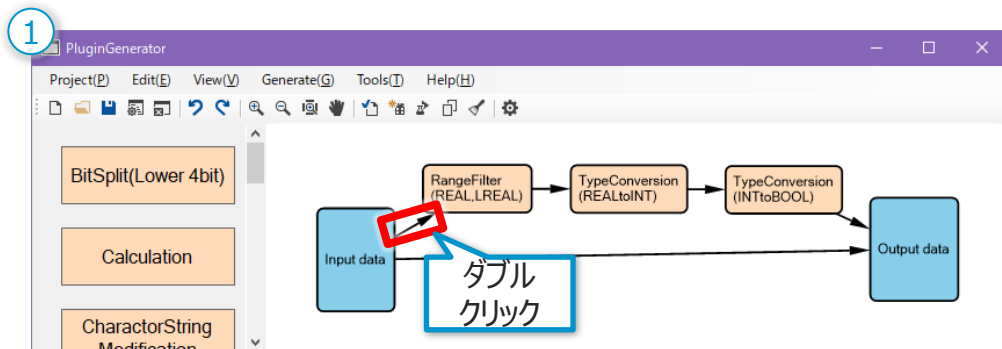 1
PluginGenerator
Project(P) Edit(E) View(V) Generate(G) Tools(T) Help(H)
BitSplit(Lower 4bit)
Calculation
CharactorString
Modification
RangeFilter
(REAL,LREAL)
TypeConversion
(REALtoINT)
TypeConversion
(INTtoBOOL)
Input data
Output data
ダブル
クリック